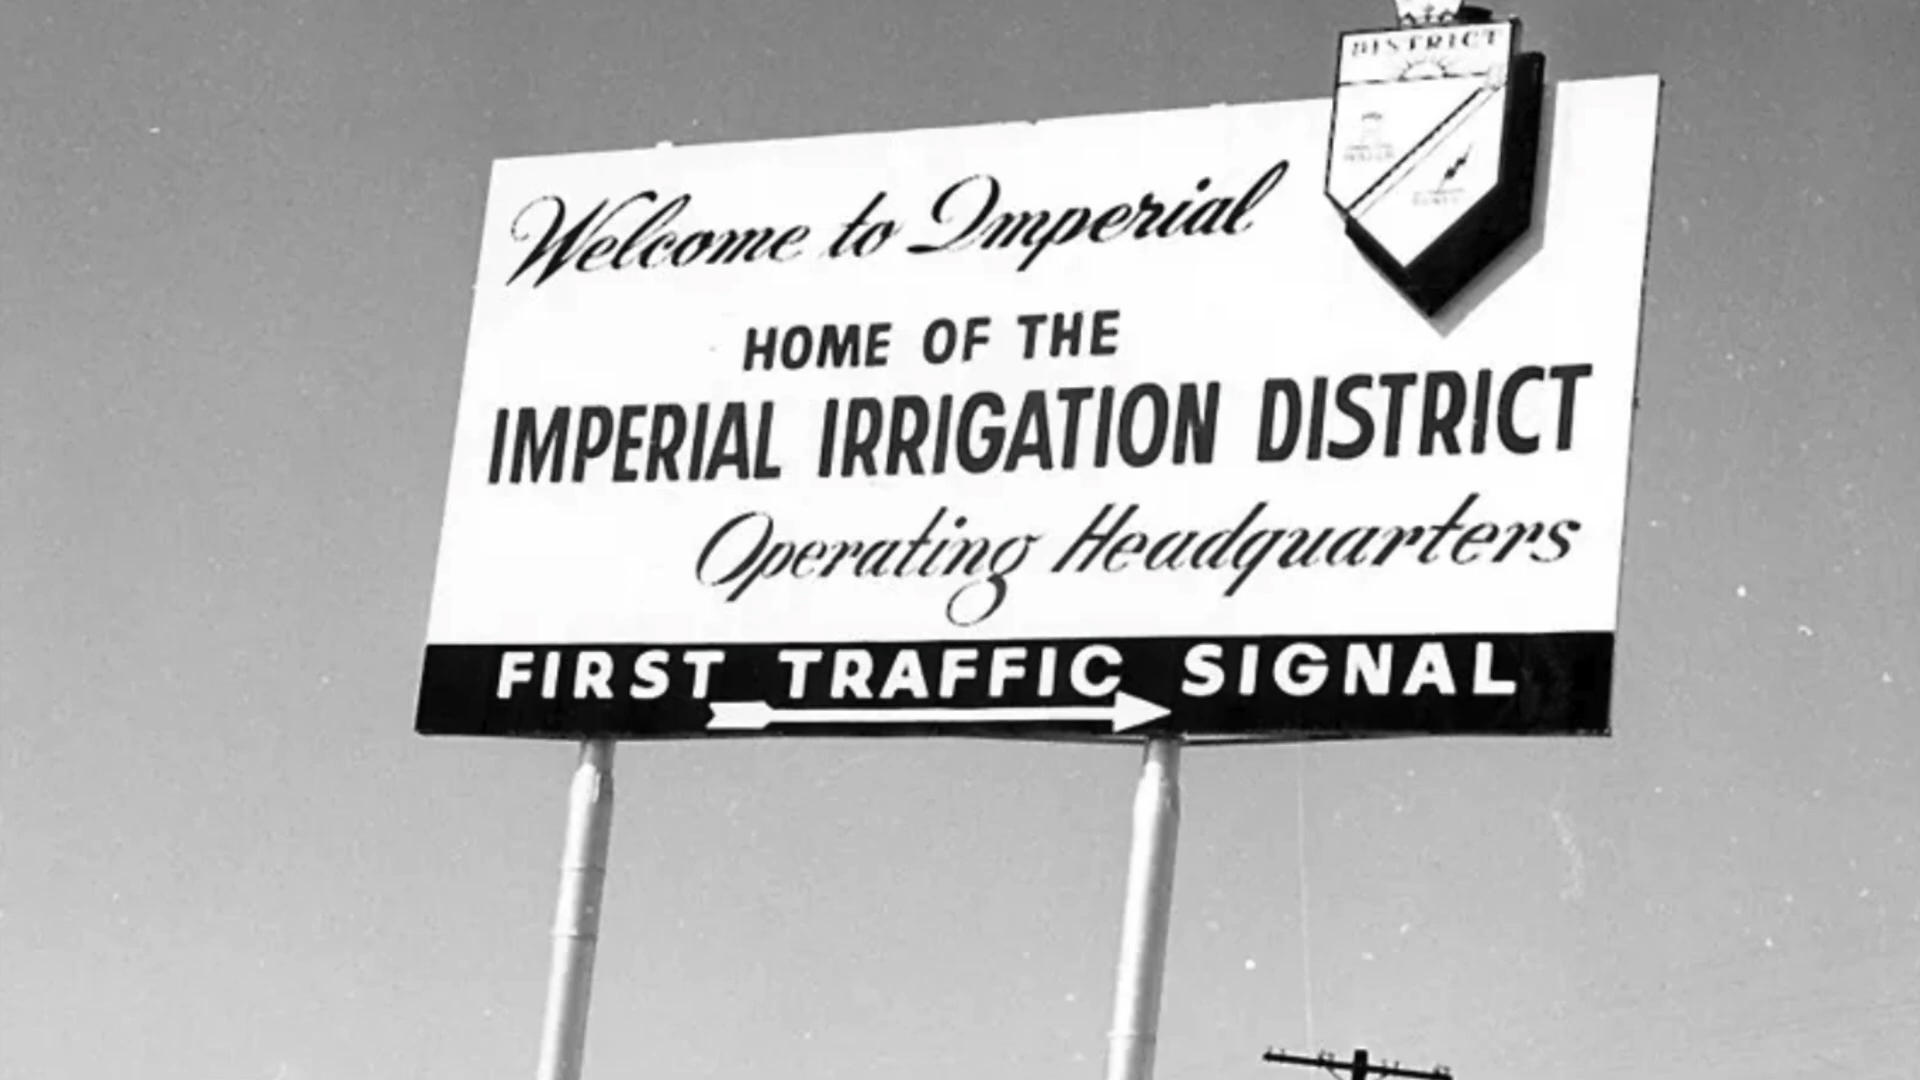 DISTRICT
Welcome to Imperial
HOME OF THE
IMPERIAL IRRIGATION DISTRICT
Operating Headquarters
FIRST TRAFFIC SIGNAL